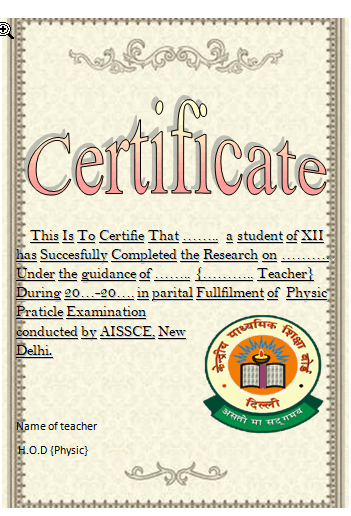 Certificate
This Is To Certifie That ........ a student of XII
has Succesfully Completed the Research on ..........
Under the guidance of ........ {........... Teacher}
During 20...-20.... in parital Fullfilment of Physic
Praticle Examination
conducted by AISSCE, New
Delhi.
केन्द्रीय माध्यमिक शिक्षा बोर्ड
दिल्ली
असतो मा सद्गमय
Name of teacher
H.O.D {Physic}